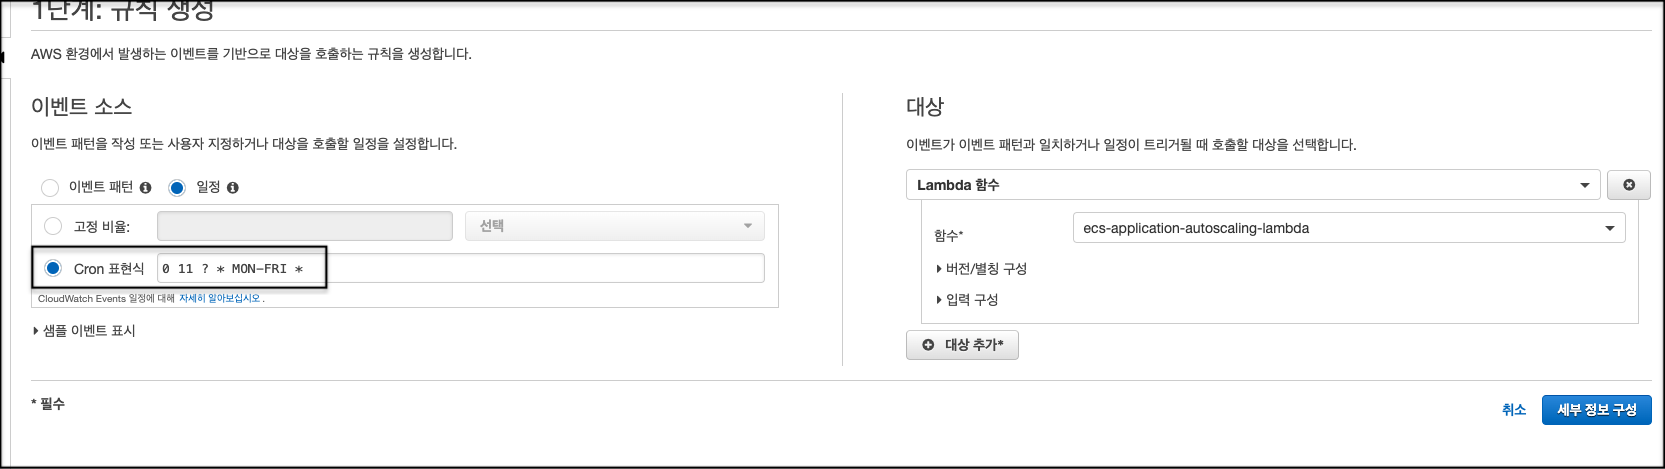 1단계: 규칙 생성
AWS 환경에서 발생하는 이벤트를 기반으로 대상을 호출하는 규칙을 생성합니다.
이벤트 소스
이벤트 패턴을 작성 또는 사용자 지정하거나 대상을 호출할 일정을 설정합니다.
이벤트 패턴 일정
고정 비율: 선택
Cron 표현식 0 11 ? * MON-FRI *
CloudWatch Events 일정에 대해 자세히 알아보십시오 .
샘플 이벤트 표시
대상
이벤트가 이벤트 패턴과 일치하거나 일정이 트리거될 때 호출할 대상을 선택합니다.
Lambda 함수
함수* ecs-application-autoscaling-lambda
버전/별칭 구성
입력 구성
대상 추가*
* 필수
취소 세부 정보 구성